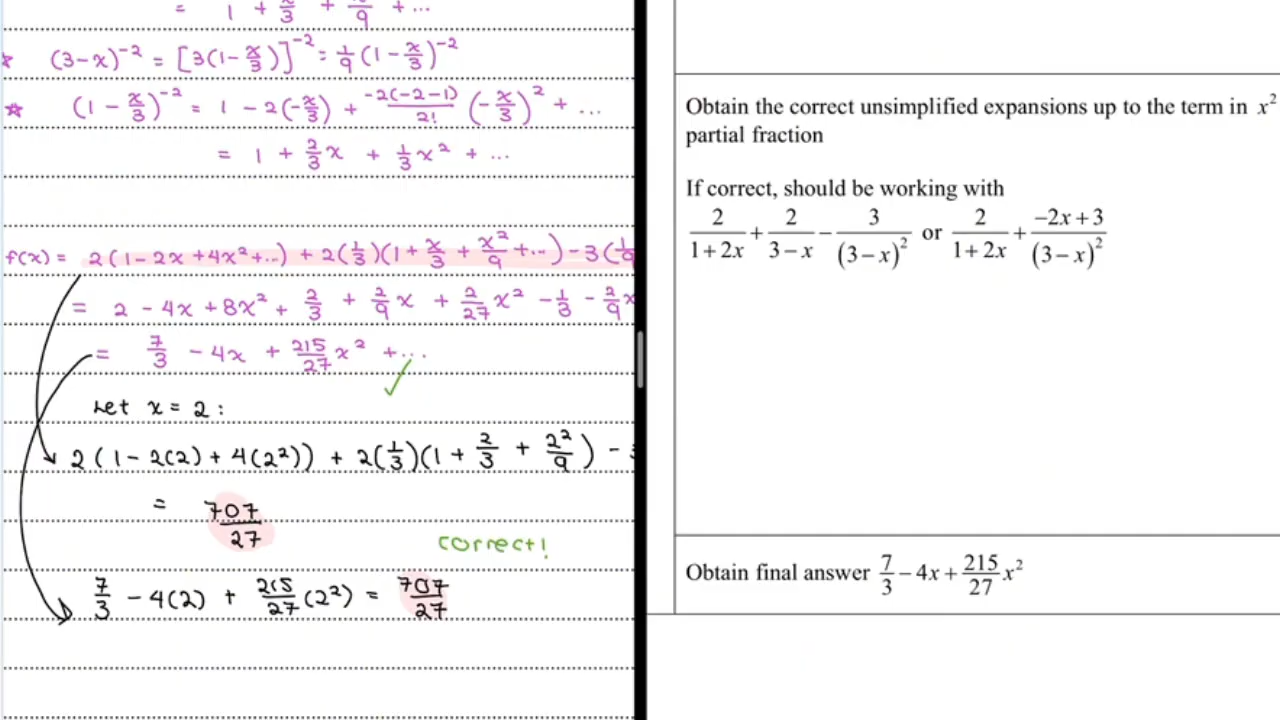 = 1 + x/3 + x²/9 + ...
* (3-x)⁻² = [3(1-x/3)]⁻² = 1/9 (1-x/3)⁻²
* (1 - x/3)⁻² = 1 - 2(-x/3) + -2(-2-1)/2! (-x/3)² + ...
= 1 + 2/3 x + 1/3 x² + ...
f(x) = 2(1-2x+4x²+...) + 2(1/3)(1 + x/3 + x²/9 + ...) - 3(1/9
= 2 - 4x + 8x² + 2/3 + 2/9 x + 2/27 x² - 1/3 - 2/9 x
= 7/3 - 4x + 215/27 x² + ...
✓
Let x = 2 :
2(1-2(2)+4(2²)) + 2(1/3)(1 + 2/3 + 2²/9) -
= 707/27
correct!
7/3 - 4(2) + 215/27 (2²) = 707/27
Obtain the correct unsimplified expansions up to the term in x²
partial fraction
If correct, should be working with
2/(1+2x) + 2/(3-x) - 3/(3-x)² or 2/(1+2x) + (-2x+3)/(3-x)²
Obtain final answer 7/3 - 4x + 215/27 x²